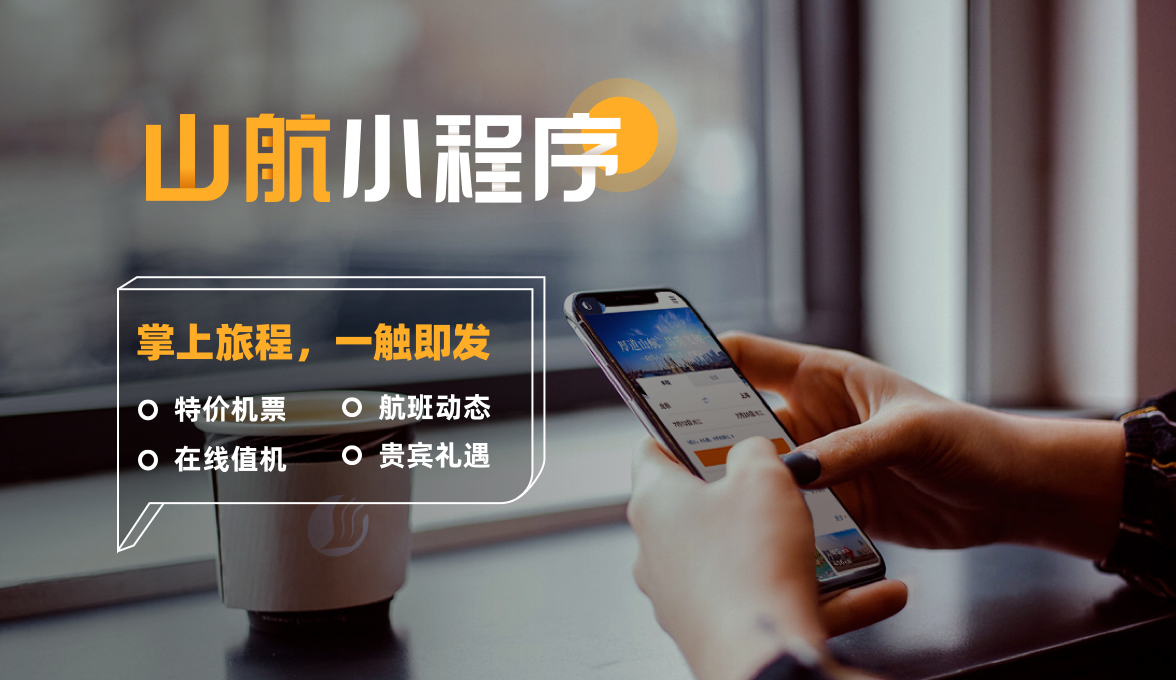 山航小程序
掌上旅程，一触即发
特价机票
航班动态
在线值机
贵宾礼遇